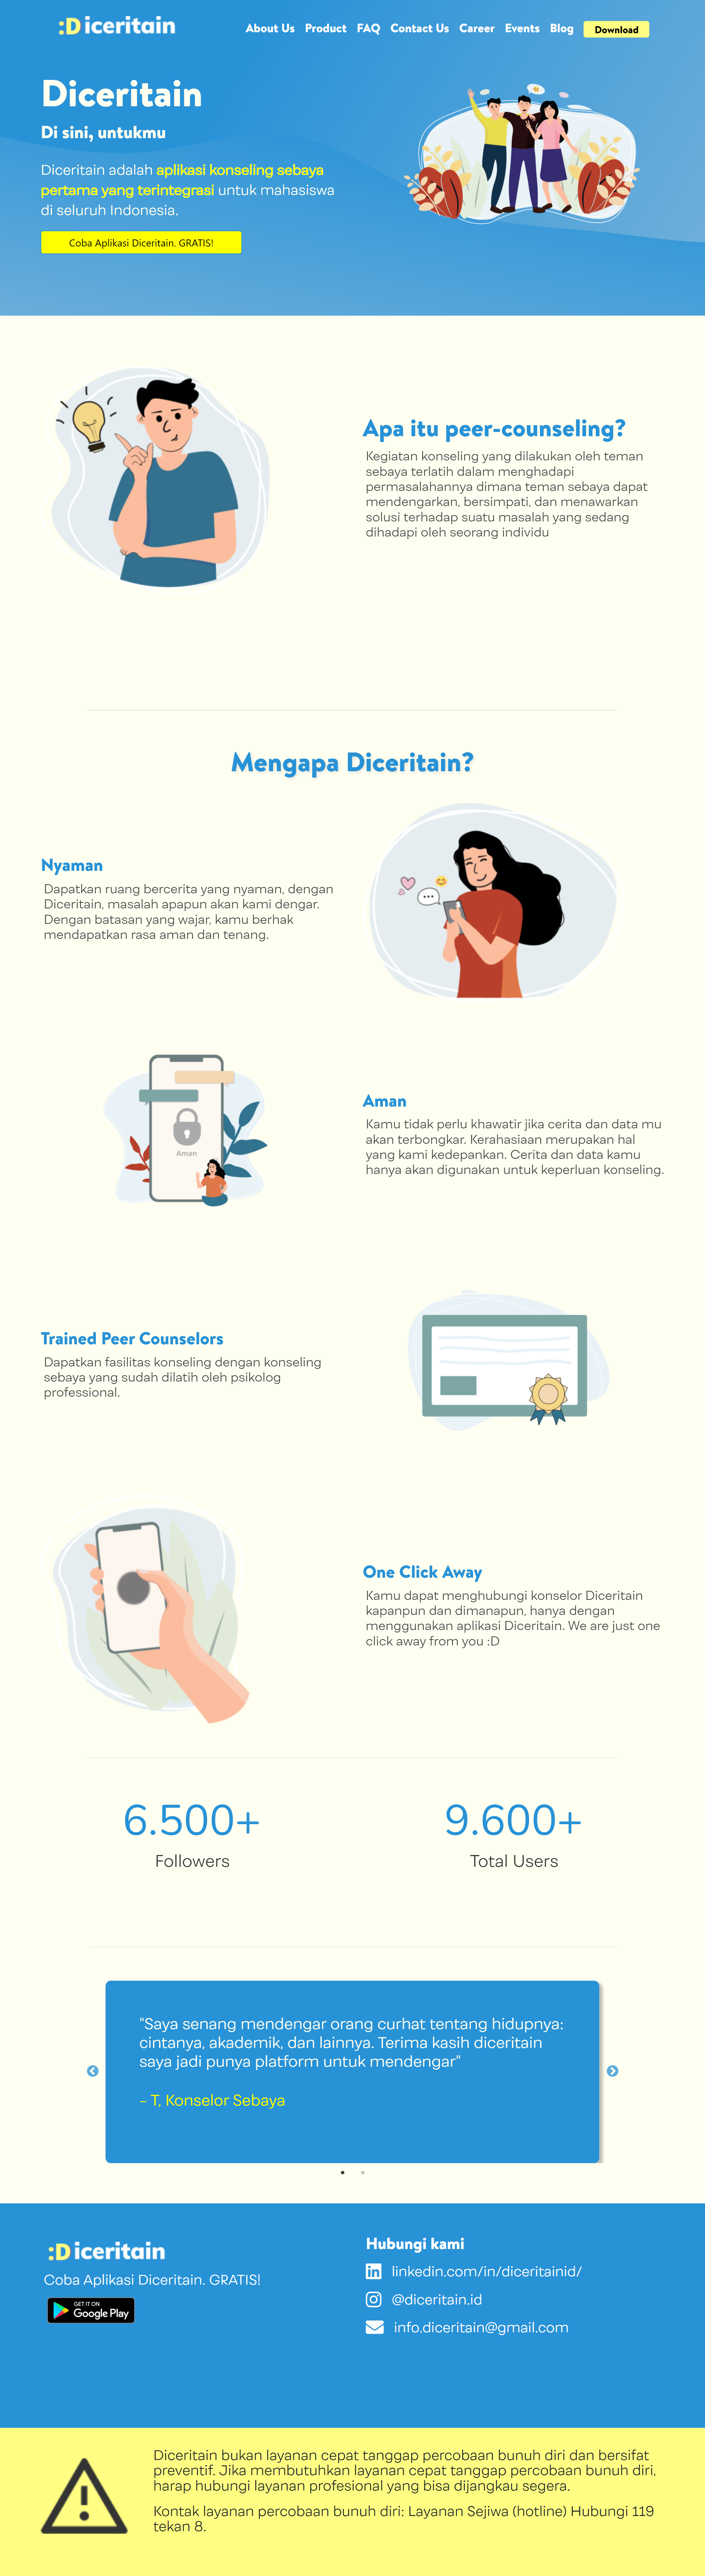 :Diceritain
About Us Product FAQ Contact Us Career Events Blog Download
Diceritain
Di sini, untukmu
Diceritain adalah aplikasi konseling sebaya
pertama yang terintegrasi untuk mahasiswa
di seluruh Indonesia.
Coba Aplikasi Diceritain. GRATIS!
Apa itu peer-counseling?
Kegiatan konseling yang dilakukan oleh teman
sebaya terlatih dalam menghadapi
permasalahannya dimana teman sebaya dapat
mendengarkan, bersimpati, dan menawarkan
solusi terhadap suatu masalah yang sedang
dihadapi oleh seorang individu
Mengapa Diceritain?
Nyaman
Dapatkan ruang bercerita yang nyaman, dengan
Diceritain, masalah apapun akan kami dengar.
Dengan batasan yang wajar, kamu berhak
mendapatkan rasa aman dan tenang.
Aman
Aman
Kamu tidak perlu khawatir jika cerita dan data mu
akan terbongkar. Kerahasiaan merupakan hal
yang kami kedepankan. Cerita dan data kamu
hanya akan digunakan untuk keperluan konseling.
Trained Peer Counselors
Dapatkan fasilitas konseling dengan konseling
sebaya yang sudah dilatih oleh psikolog
professional.
One Click Away
Kamu dapat menghubungi konselor Diceritain
kapanpun dan dimanapun, hanya dengan
menggunakan aplikasi Diceritain. We are just one
click away from you :D
6.500+
Followers
9.600+
Total Users
"Saya senang mendengar orang curhat tentang hidupnya:
cintanya, akademik, dan lainnya. Terima kasih diceritain
saya jadi punya platform untuk mendengar"
- T, Konselor Sebaya
:Diceritain
Coba Aplikasi Diceritain. GRATIS!
GET IT ON
Google Play
Hubungi kami
linkedin.com/in/diceritainid/
@diceritain.id
info.diceritain@gmail.com
Diceritain bukan layanan cepat tanggap percobaan bunuh diri dan bersifat
preventif. Jika membutuhkan layanan cepat tanggap percobaan bunuh diri,
harap hubungi layanan profesional yang bisa dijangkau segera.
Kontak layanan percobaan bunuh diri: Layanan Sejiwa (hotline) Hubungi 119
tekan 8.